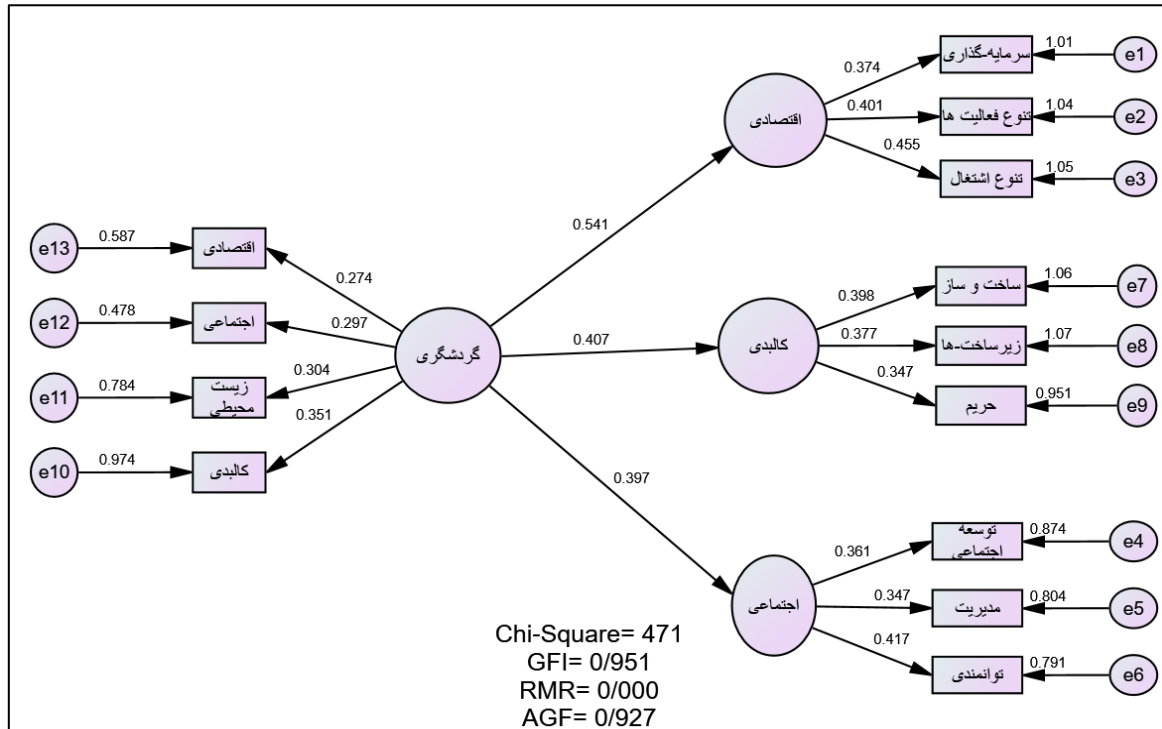 1.01
e1
سرمایه-گذاری
0.374
1.04
e2
تنوع فعالیت ها
0.401
اقتصادی
0.455
1.05
e3
تنوع اشتغال
0.541
e13
0.587
اقتصادی
0.274
1.06
e7
ساخت و ساز
0.398
e12
0.478
اجتماعی
0.297
گردشگری
0.407
کالبدی
0.377
زیرساخت-ها
1.07
e8
e11
0.784
زیست
محیطی
0.304
0.347
حریم
0.951
e9
e10
0.974
کالبدی
0.351
0.397
توسعه
اجتماعی
0.874
e4
0.361
اجتماعی
0.347
مدیریت
0.804
e5
0.417
توانمندی
0.791
e6
Chi-Square= 471
GFI= 0/951
RMR= 0/000
AGF= 0/927